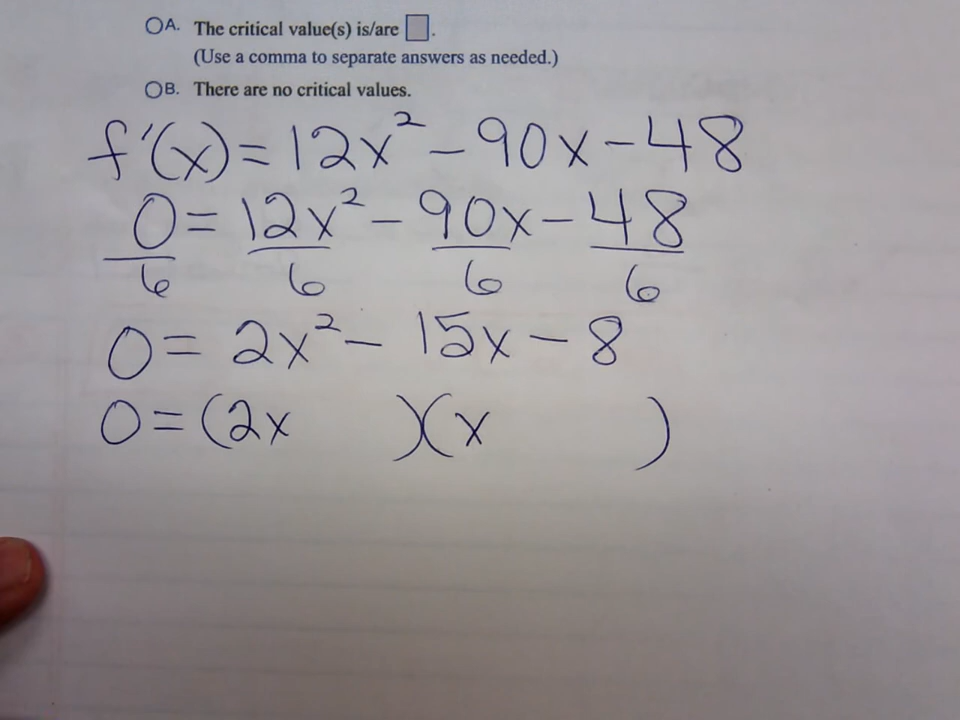 A. The critical value(s) is/are .
(Use a comma to separate answers as needed.)
B. There are no critical values.
f'(x) = 12x² - 90x - 48
0 = 12x² - 90x - 48
6 6 6 6
0 = 2x² - 15x - 8
0 = (2x )(x )